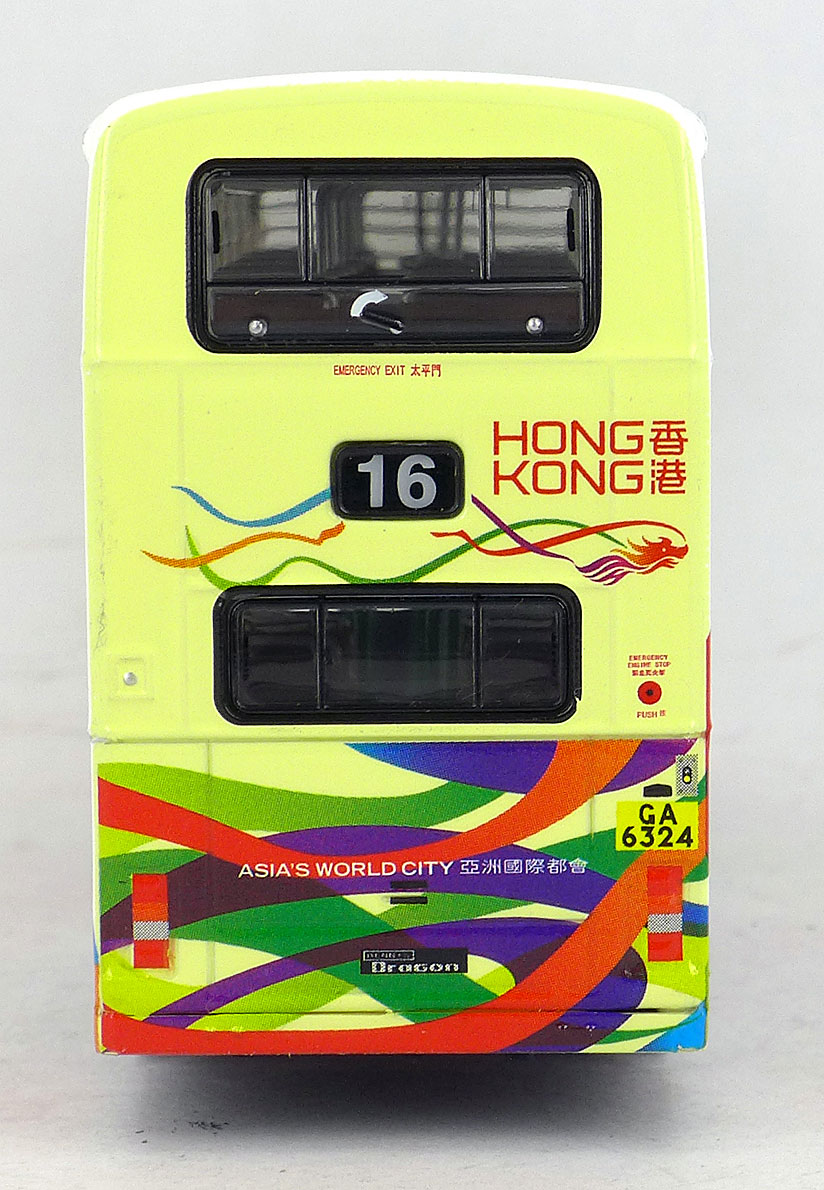 EMERGENCY EXIT 太平門
16
HONG 香
KONG 港
EMERGENCY
ENGINE STOP
PUSH
8
GA
6324
ASIA'S WORLD CITY 亞洲國際都會
DENNIS
Dragon